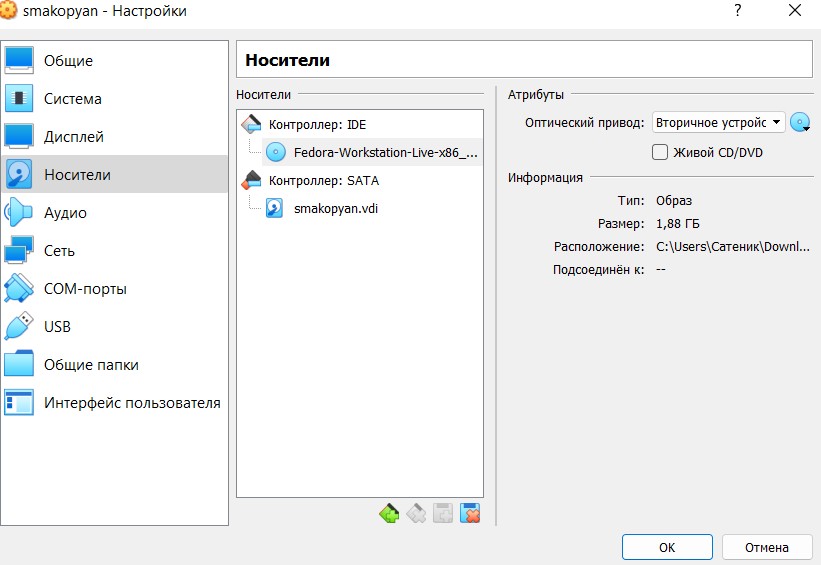 smakopyan - Настройки
?
Общие
Система
Дисплей
Носители
Аудио
Сеть
COM-порты
USB
Общие папки
Интерфейс пользователя
Носители
Носители
Контроллер: IDE
Fedora-Workstation-Live-x86_...
Контроллер: SATA
smakopyan.vdi
Атрибуты
Оптический привод: Вторичное устройс
Живой CD/DVD
Информация
Тип: Образ
Размер: 1,88 ГБ
Расположение: C:\Users\Сатеник\Downl...
Подсоединён к: --
OK
Отмена